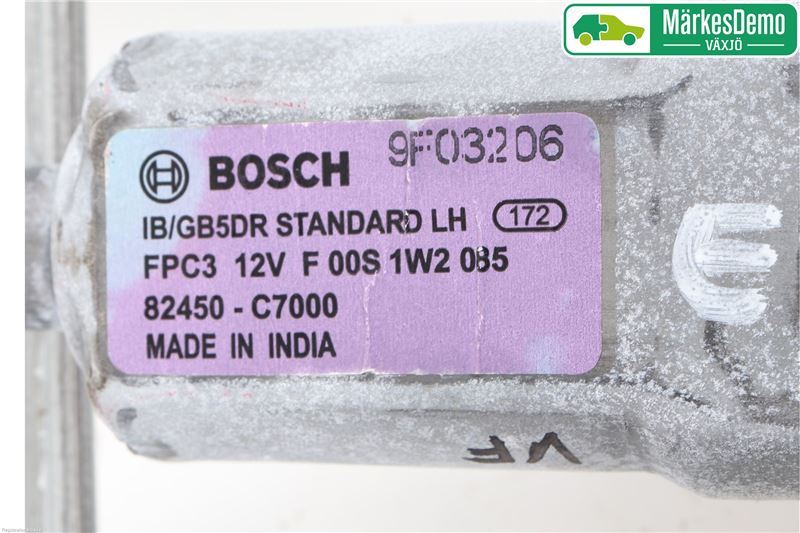 MärkesDemo
VÄXJÖ
BOSCH 9F03206
IB/GB5DR STANDARD LH 172
FPC3 12V F 00S 1W2 085
82450 - C7000
MADE IN INDIA
E
VF